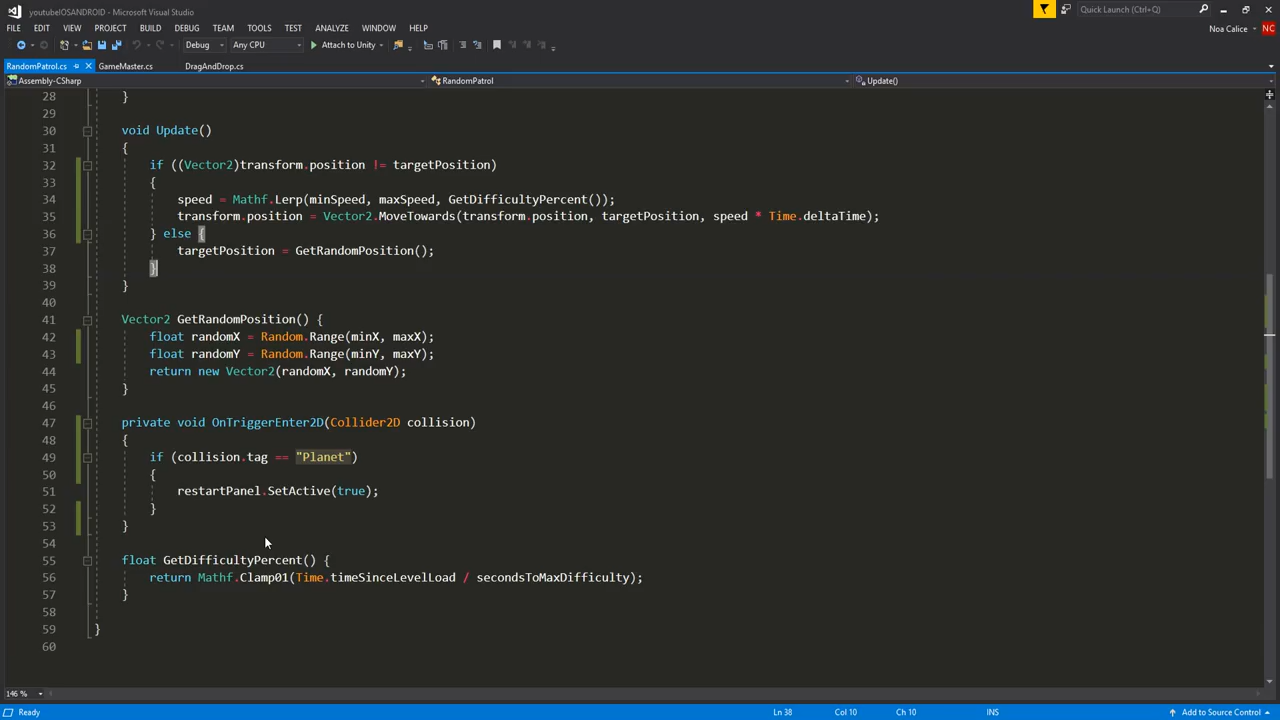 youtubeIOSANDROID - Microsoft Visual Studio
Quick Launch (Ctrl+Q)
FILE EDIT VIEW PROJECT BUILD DEBUG TEAM TOOLS TEST ANALYZE WINDOW HELP
Noa Calice NC
Debug Any CPU Attach to Unity
RandomPatrol.cs GameMaster.cs DragAndDrop.cs
Assembly-CSharp RandomPatrol Update()
28 }
29
30 void Update()
31 {
32 if ((Vector2)transform.position != targetPosition)
33 {
34 speed = Mathf.Lerp(minSpeed, maxSpeed, GetDifficultyPercent());
35 transform.position = Vector2.MoveTowards(transform.position, targetPosition, speed * Time.deltaTime);
36 } else {
37 targetPosition = GetRandomPosition();
38 }
39 }
40
41 Vector2 GetRandomPosition() {
42 float randomX = Random.Range(minX, maxX);
43 float randomY = Random.Range(minY, maxY);
44 return new Vector2(randomX, randomY);
45 }
46
47 private void OnTriggerEnter2D(Collider2D collision)
48 {
49 if (collision.tag == "Planet")
50 {
51 restartPanel.SetActive(true);
52 }
53 }
54
55 float GetDifficultyPercent() {
56 return Mathf.Clamp01(Time.timeSinceLevelLoad / secondsToMaxDifficulty);
57 }
58
59 }
60
146 %
Ready Ln 38 Col 10 Ch 10 INS Add to Source Control